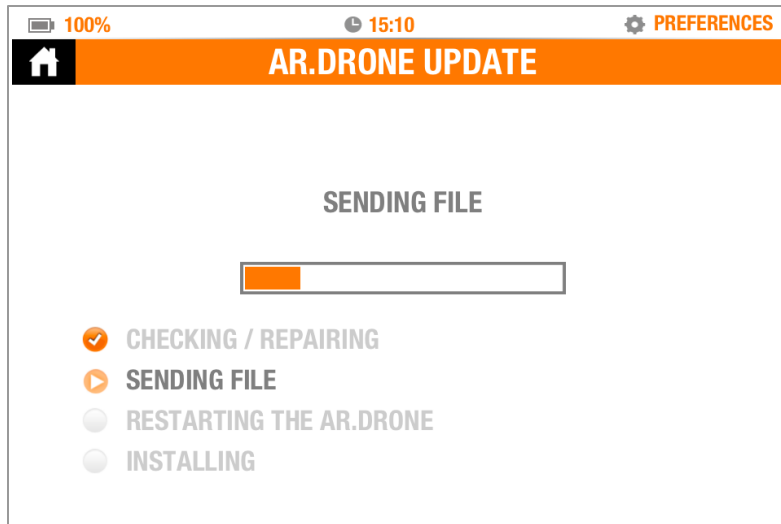 100% 15:10 PREFERENCES
AR.DRONE UPDATE
SENDING FILE
CHECKING / REPAIRING
SENDING FILE
RESTARTING THE AR.DRONE
INSTALLING